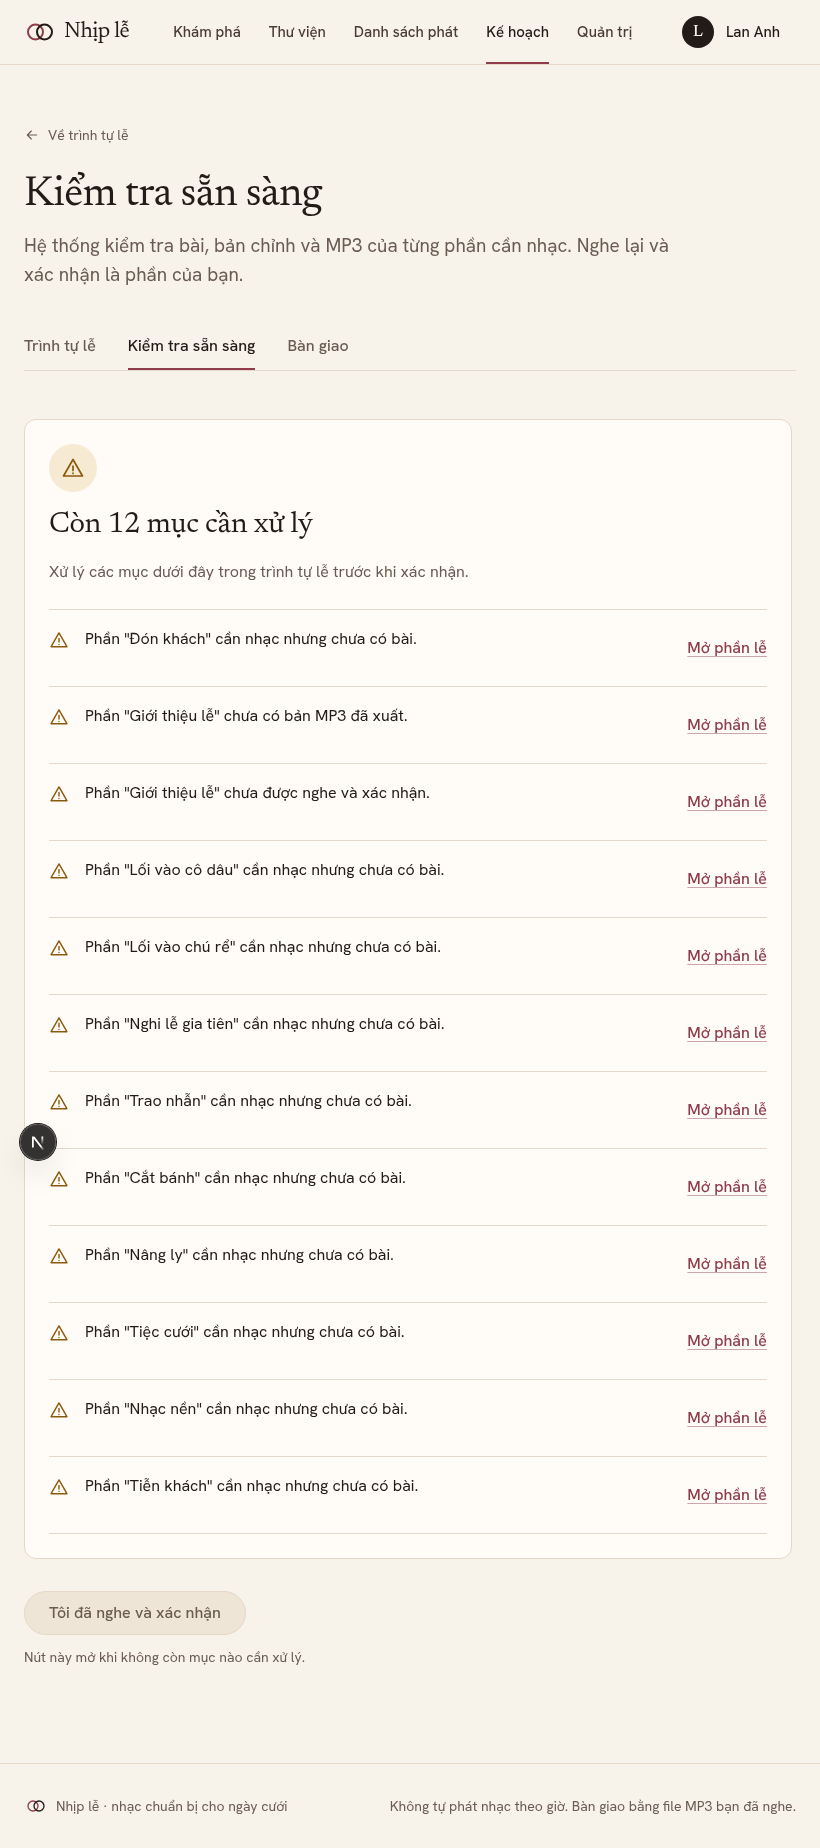 Nhịp lễ
Khám phá
Thư viện
Danh sách phát
Kế hoạch
Quản trị
L
Lan Anh
Về trình tự lễ
Kiểm tra sẵn sàng
Hệ thống kiểm tra bài, bản chỉnh và MP3 của từng phần cần nhạc. Nghe lại và
xác nhận là phần của bạn.
Trình tự lễ
Kiểm tra sẵn sàng
Bàn giao
Còn 12 mục cần xử lý
Xử lý các mục dưới đây trong trình tự lễ trước khi xác nhận.
Phần "Đón khách" cần nhạc nhưng chưa có bài.
Mở phần lễ
Phần "Giới thiệu lễ" chưa có bản MP3 đã xuất.
Mở phần lễ
Phần "Giới thiệu lễ" chưa được nghe và xác nhận.
Mở phần lễ
Phần "Lối vào cô dâu" cần nhạc nhưng chưa có bài.
Mở phần lễ
Phần "Lối vào chú rể" cần nhạc nhưng chưa có bài.
Mở phần lễ
Phần "Nghi lễ gia tiên" cần nhạc nhưng chưa có bài.
Mở phần lễ
Phần "Trao nhẫn" cần nhạc nhưng chưa có bài.
Mở phần lễ
N
Phần "Cắt bánh" cần nhạc nhưng chưa có bài.
Mở phần lễ
Phần "Nâng ly" cần nhạc nhưng chưa có bài.
Mở phần lễ
Phần "Tiệc cưới" cần nhạc nhưng chưa có bài.
Mở phần lễ
Phần "Nhạc nền" cần nhạc nhưng chưa có bài.
Mở phần lễ
Phần "Tiễn khách" cần nhạc nhưng chưa có bài.
Mở phần lễ
Tôi đã nghe và xác nhận
Nút này mở khi không còn mục nào cần xử lý.
Nhịp lễ · nhạc chuẩn bị cho ngày cưới
Không tự phát nhạc theo giờ. Bàn giao bằng file MP3 bạn đã nghe.